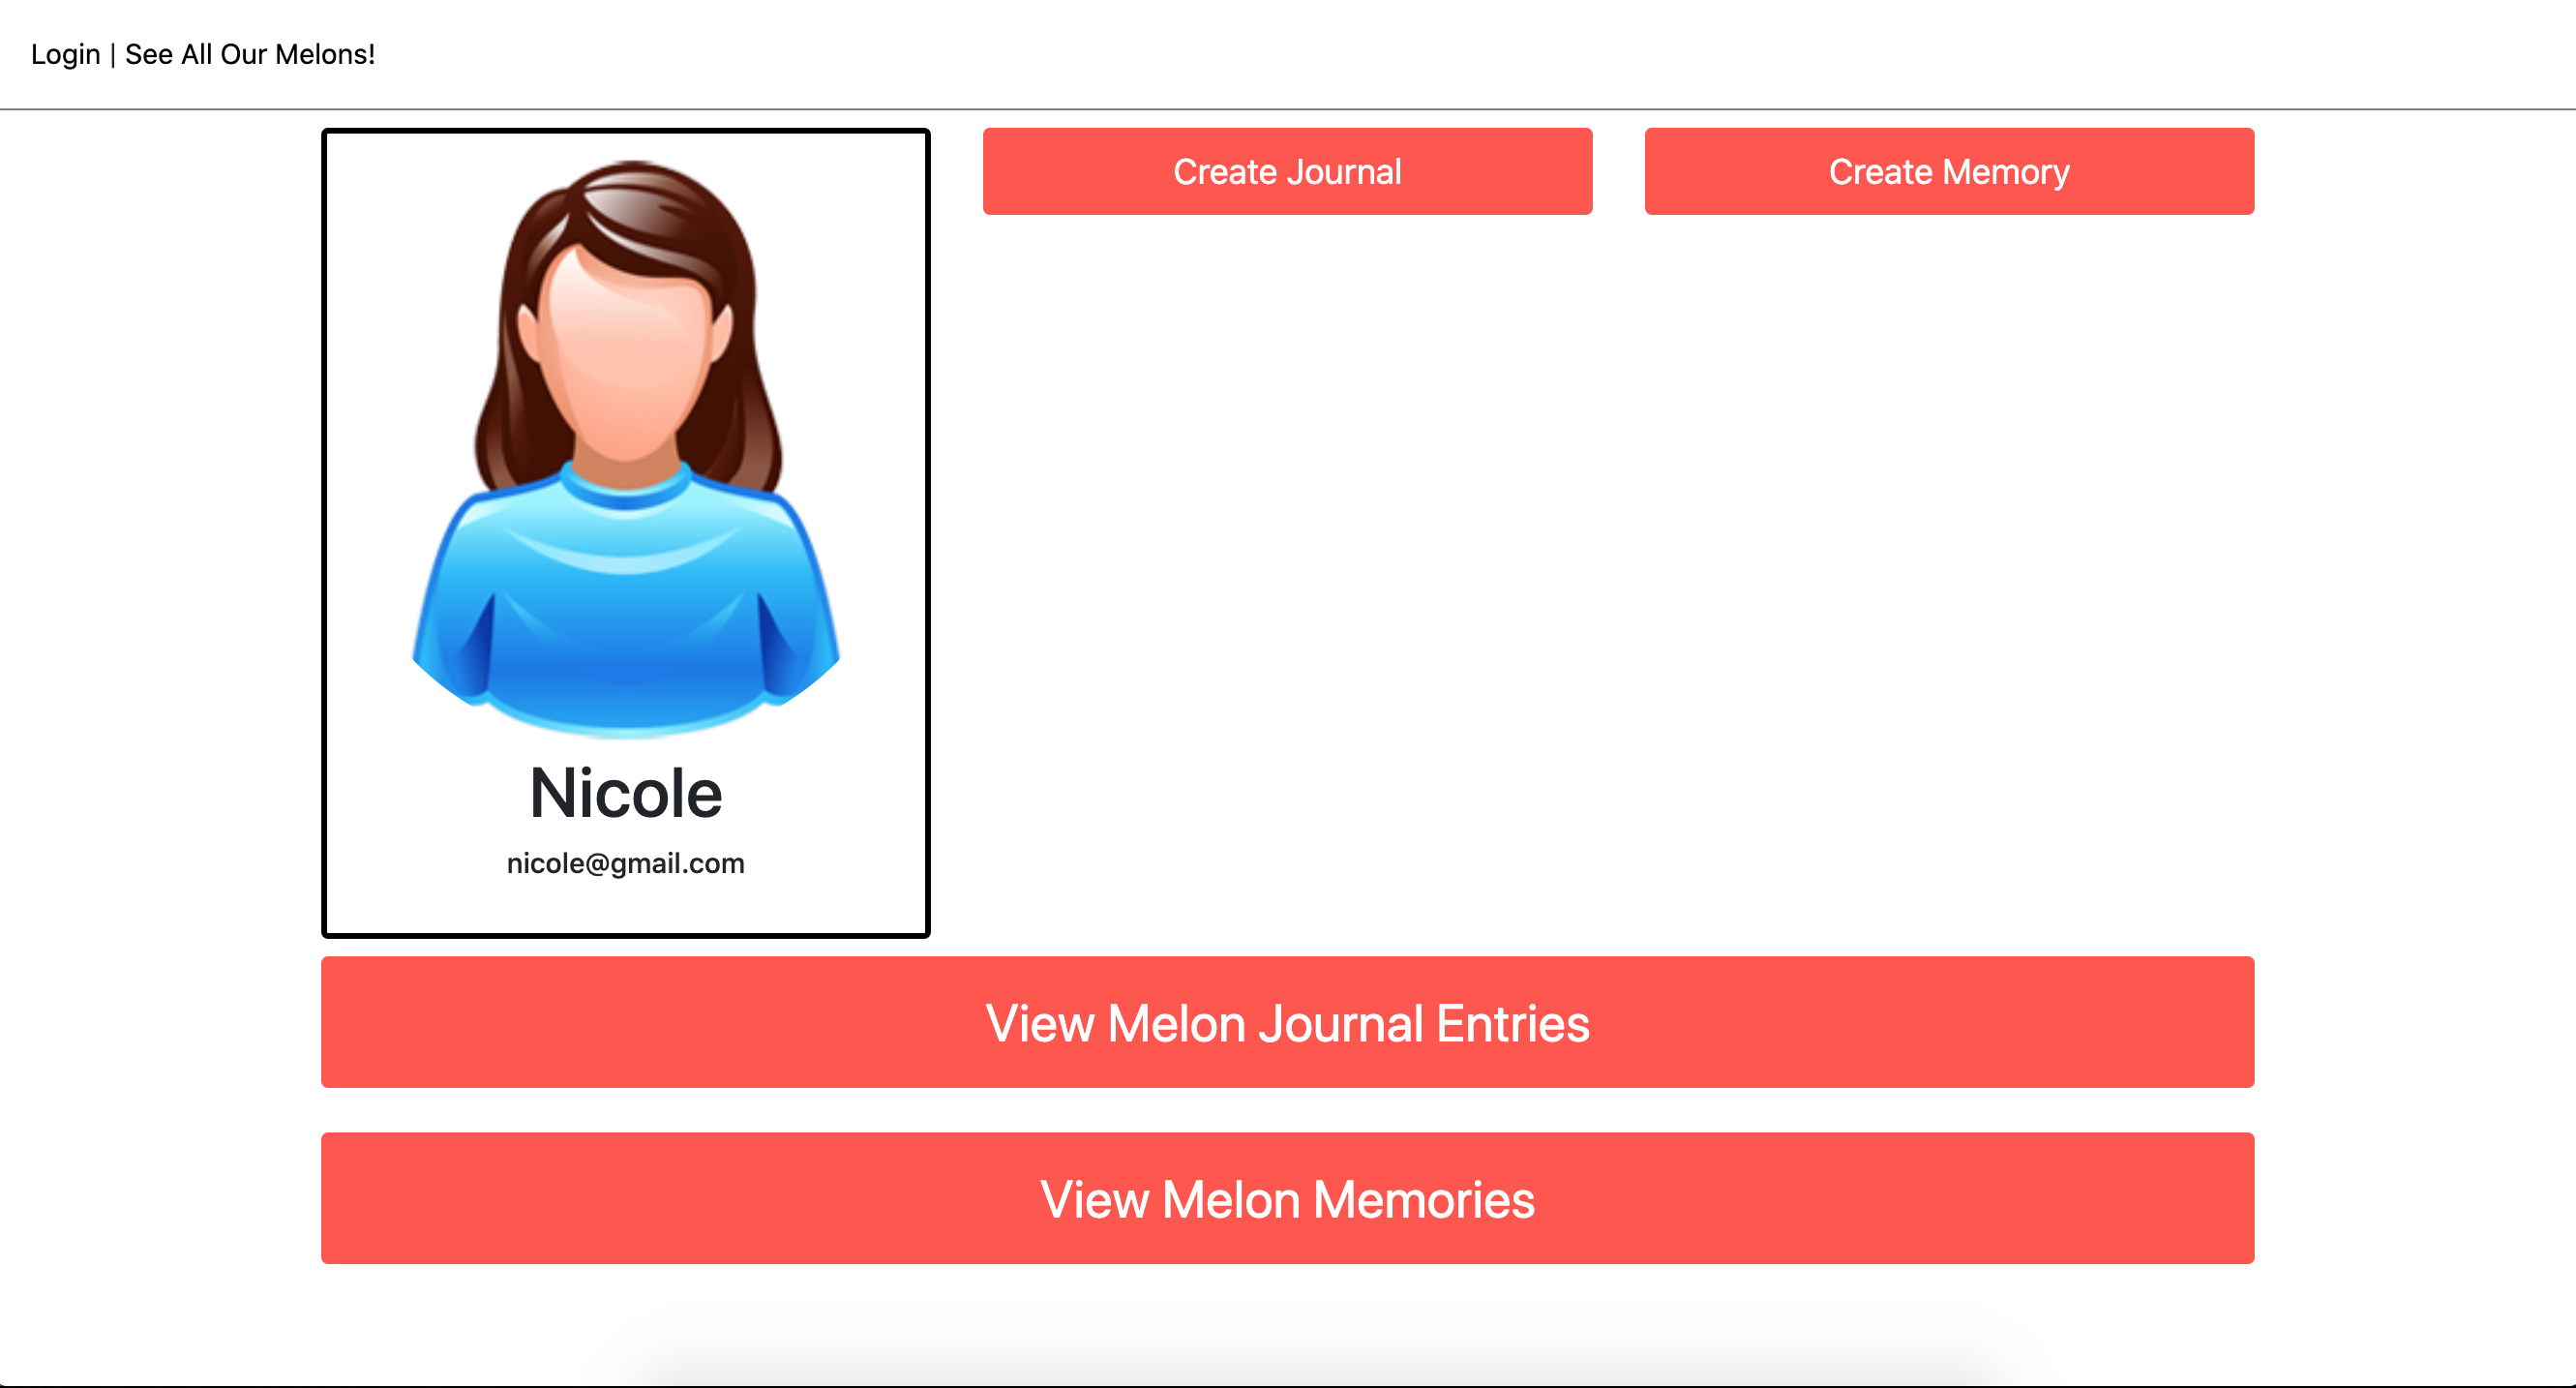 Login | See All Our Melons!
Create Journal
Create Memory
Nicole
nicole@gmail.com
View Melon Journal Entries
View Melon Memories